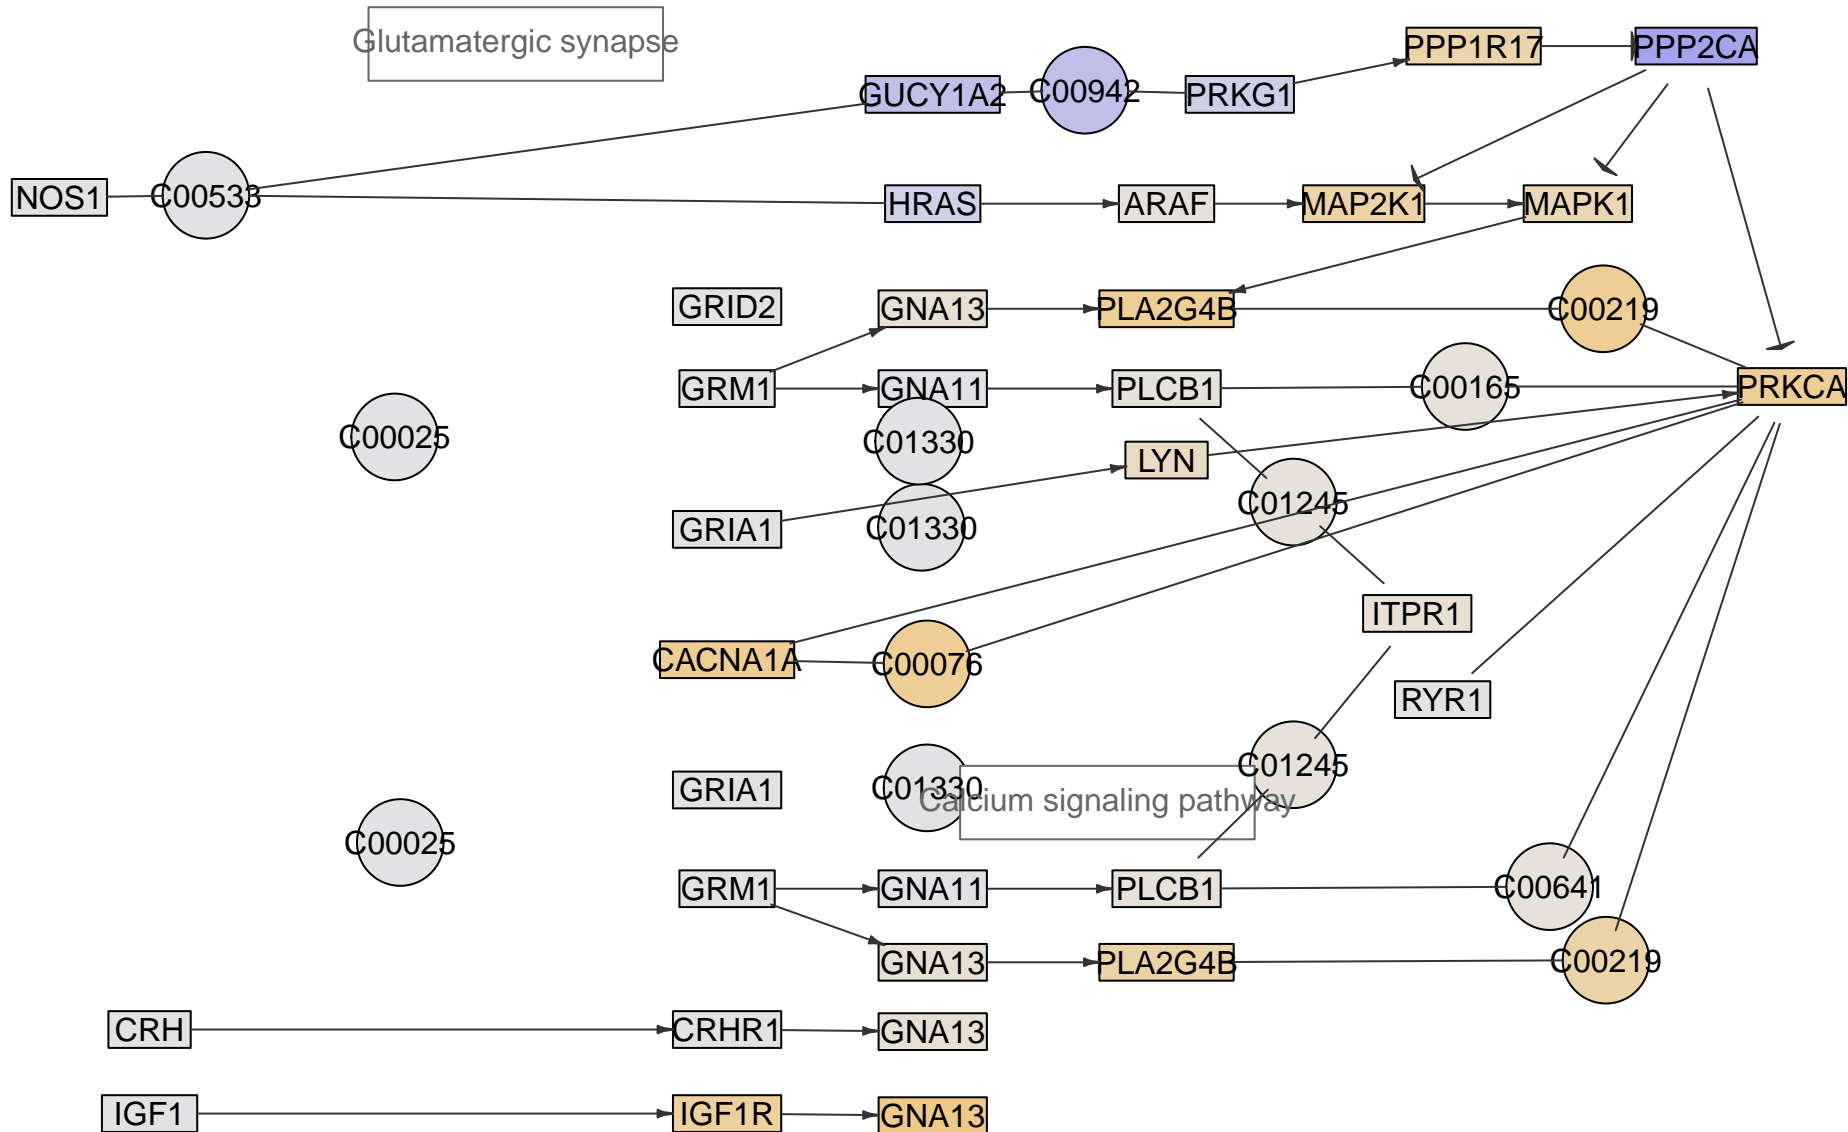 Glutamatergic synapse
PPP1R17
PPP2CA
GUCY1A2
C00942
PRKG1
NOS1
C00533
HRAS
ARAF
MAP2K1
MAPK1
GRID2
GNA13
PLA2G4B
C00219
GRM1
GNA11
PLCB1
C00165
PRKCA
C00025
C01330
LYN
GRIA1
C01330
C01245
ITPR1
CACNA1A
C00076
RYR1
GRIA1
C01330
C01245
Calcium signaling pathway
C00025
GRM1
GNA11
PLCB1
C00641
GNA13
PLA2G4B
C00219
CRH
CRHR1
GNA13
IGF1
IGF1R
GNA13